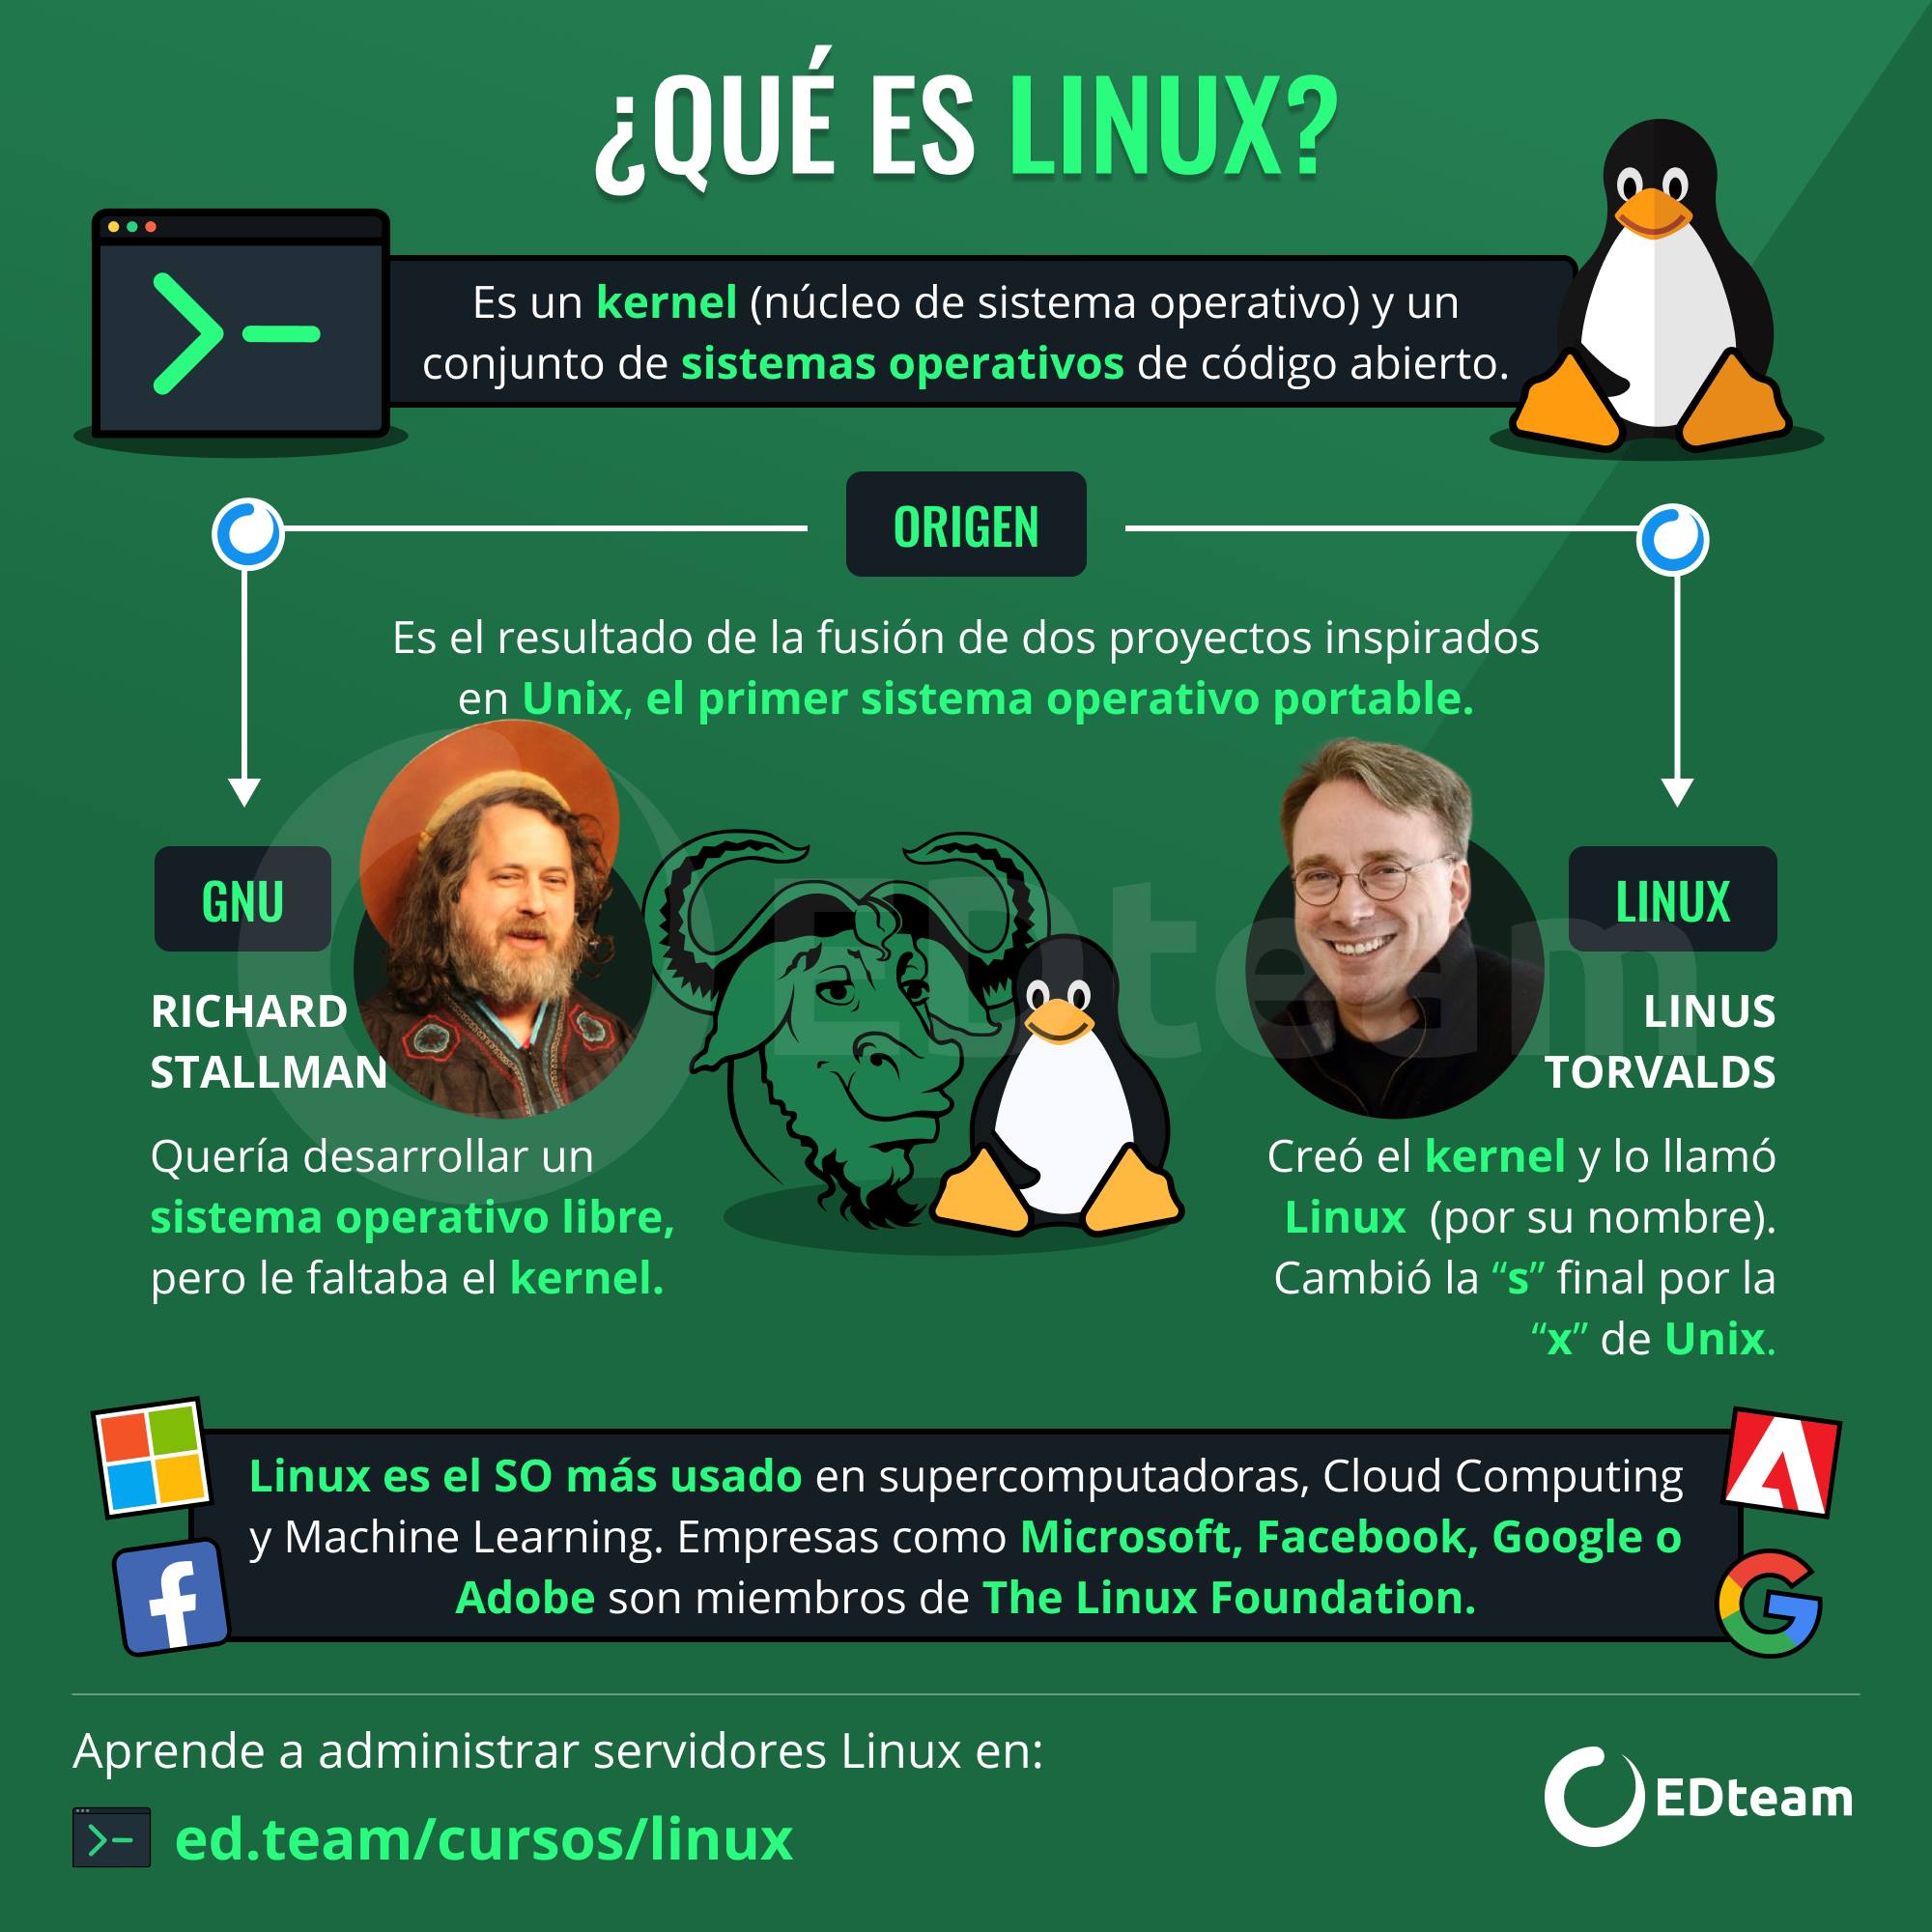 ¿QUÉ ES LINUX?
Es un kernel (núcleo de sistema operativo) y un
conjunto de sistemas operativos de código abierto.
ORIGEN
Es el resultado de la fusión de dos proyectos inspirados
en Unix, el primer sistema operativo portable.
GNU
RICHARD
STALLMAN
Quería desarrollar un
sistema operativo libre,
pero le faltaba el kernel.
EDteam
LINUX
LINUS
TORVALDS
Creó el kernel y lo llamó
Linux (por su nombre).
Cambió la “s” final por la
“x” de Unix.
Linux es el SO más usado en supercomputadoras, Cloud Computing
y Machine Learning. Empresas como Microsoft, Facebook, Google o
Adobe son miembros de The Linux Foundation.
Aprende a administrar servidores Linux en:
ed.team/cursos/linux
EDteam